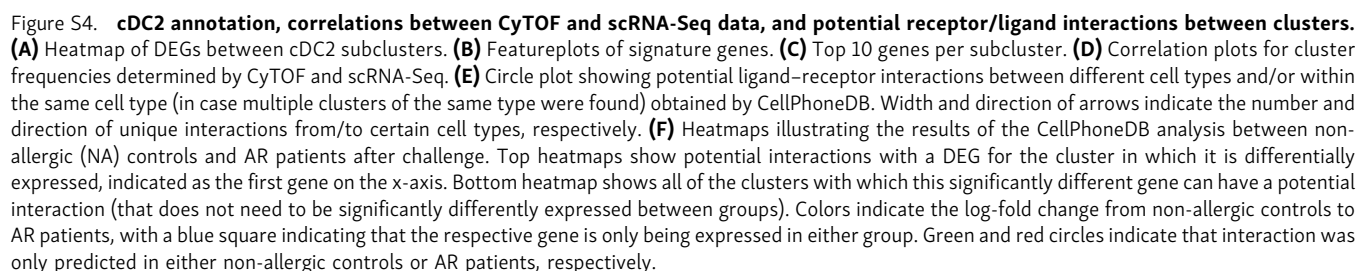 Figure S4. cDC2 annotation, correlations between CyTOF and scRNA-Seq data, and potential receptor/ligand interactions between clusters.
(A) Heatmap of DEGs between cDC2 subclusters. (B) Featureplots of signature genes. (C) Top 10 genes per subcluster. (D) Correlation plots for cluster
frequencies determined by CyTOF and scRNA-Seq. (E) Circle plot showing potential ligand–receptor interactions between different cell types and/or within
the same cell type (in case multiple clusters of the same type were found) obtained by CellPhoneDB. Width and direction of arrows indicate the number and
direction of unique interactions from/to certain cell types, respectively. (F) Heatmaps illustrating the results of the CellPhoneDB analysis between non-
allergic (NA) controls and AR patients after challenge. Top heatmaps show potential interactions with a DEG for the cluster in which it is differentially
expressed, indicated as the first gene on the x-axis. Bottom heatmap shows all of the clusters with which this significantly different gene can have a potential
interaction (that does not need to be significantly differently expressed between groups). Colors indicate the log-fold change from non-allergic controls to
AR patients, with a blue square indicating that the respective gene is only being expressed in either group. Green and red circles indicate that interaction was
only predicted in either non-allergic controls or AR patients, respectively.